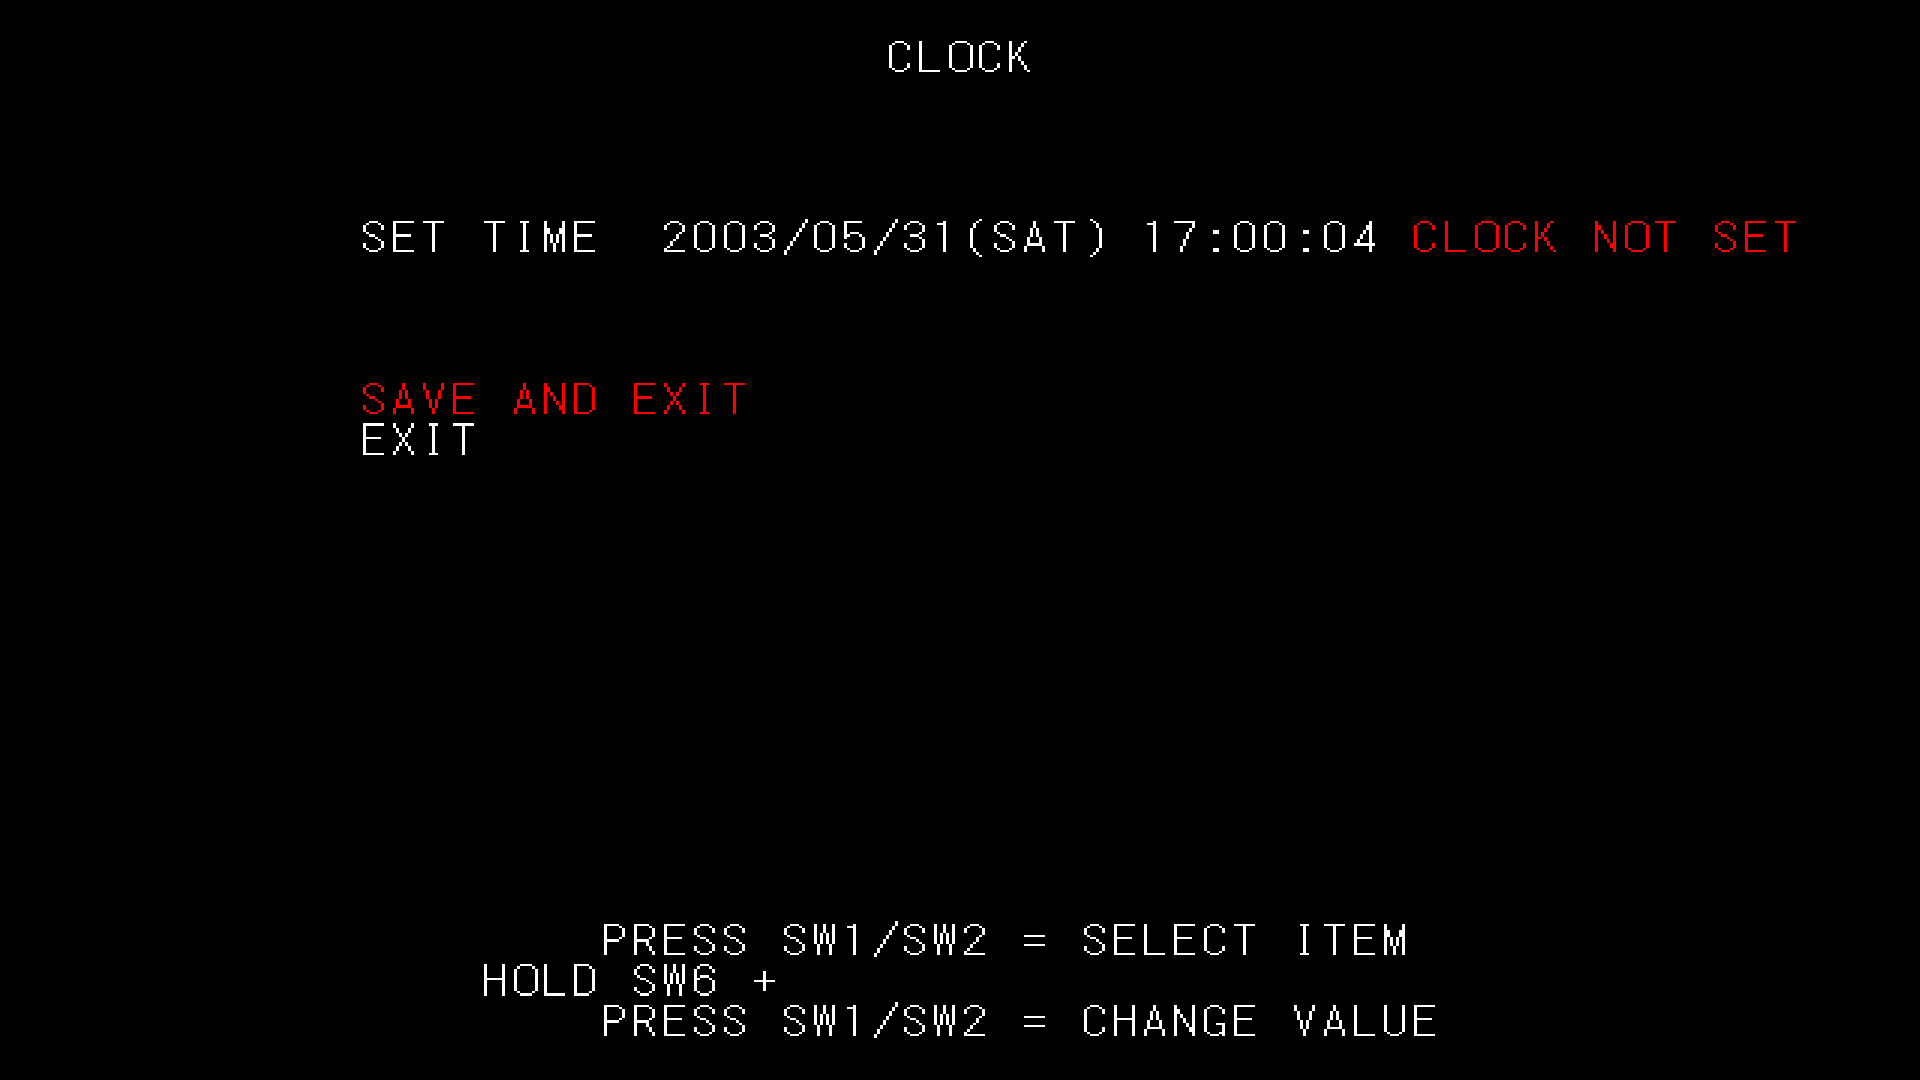 CLOCK
SET TIME 2003/05/31(SAT) 17:00:04 CLOCK NOT SET
SAVE AND EXIT
EXIT
PRESS SW1/SW2 = SELECT ITEM
HOLD SW6 +
PRESS SW1/SW2 = CHANGE VALUE